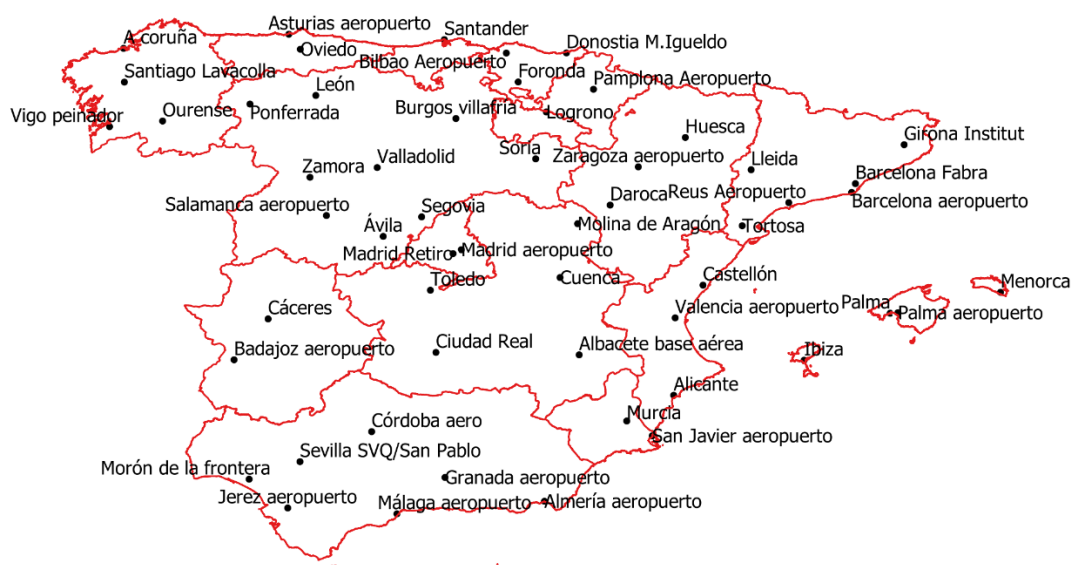 Asturias aeropuerto
Santander
A coruña
Oviedo
Donostia M.Igueldo
Bilbao Aeropuerto
Santiago Lavacolla
Foronda
Pamplona Aeropuerto
León
Vigo peinador
Ourense
Ponferrada
Burgos villafria
Logrono
Huesca
Girona Institut
Soria
Zamora
Valladolid
Zaragoza aeropuerto
Lleida
Barcelona Fabra
Daroca
Reus Aeropuerto
Barcelona aeropuerto
Salamanca aeropuerto
Segovia
Ávila
Molina de Aragón
Tortosa
Madrid Retiro
Madrid aeropuerto
Toledo
Cuenca
Castellón
Menorca
Cáceres
Valencia aeropuerto
Palma
Palma aeropuerto
Badajoz aeropuerto
Ciudad Real
Albacete base aérea
Ibiza
Alicante
Córdoba aero
Murcia
San Javier aeropuerto
Sevilla SVQ/San Pablo
Morón de la frontera
Granada aeropuerto
Jerez aeropuerto
Málaga aeropuerto
Almería aeropuerto